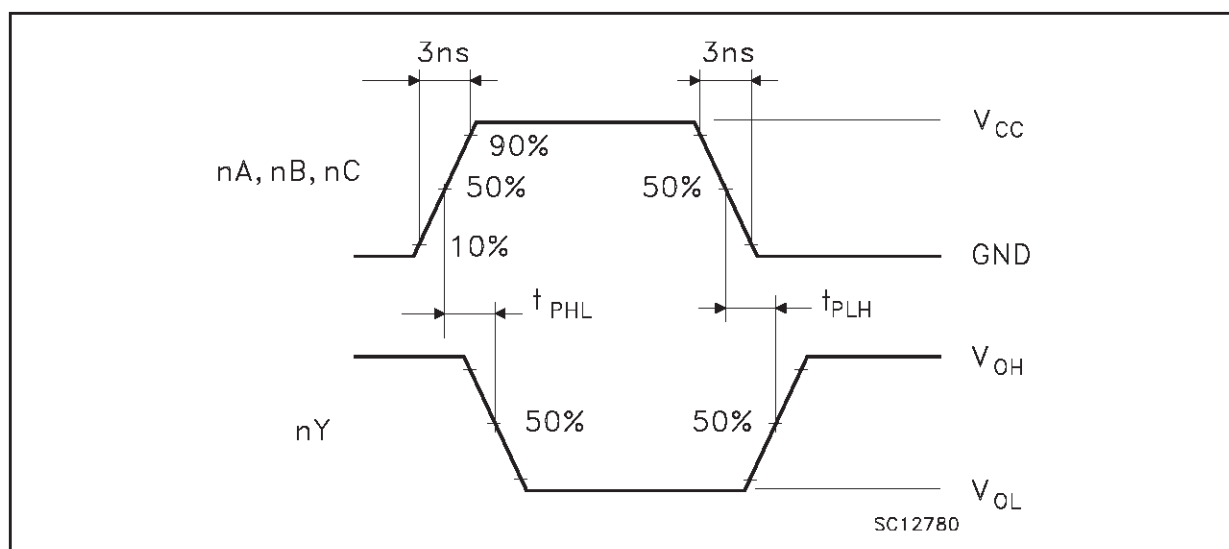 3ns 3ns
V_CC
90%
nA, nB, nC 50% 50%
10% GND
t_PHL t_PLH
V_OH
50% 50%
nY
V_OL
SC12780